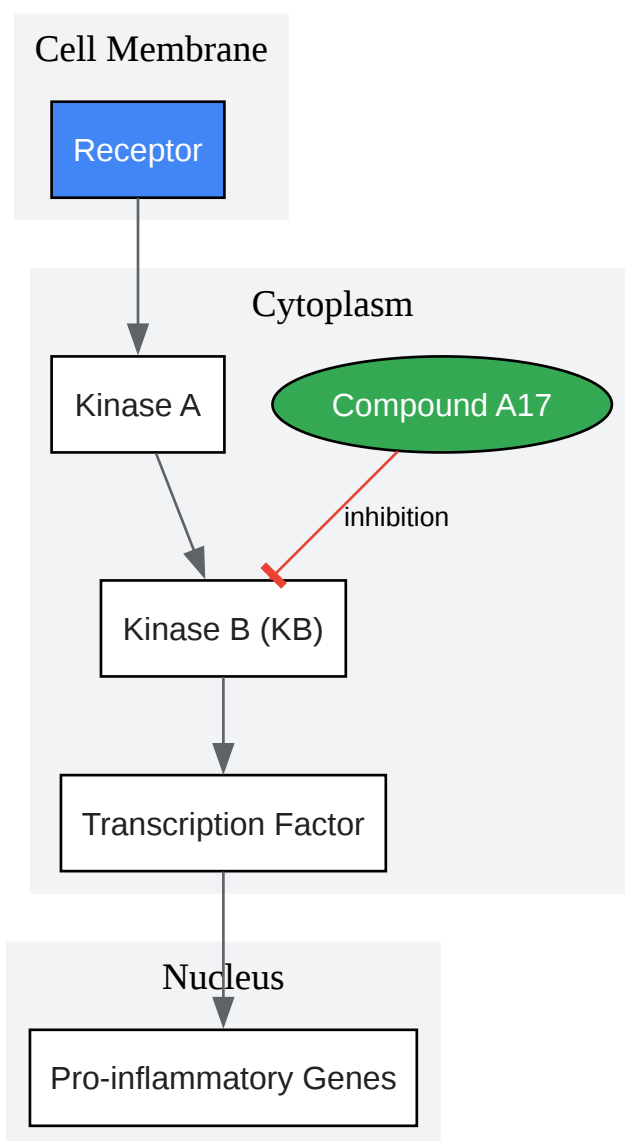 Cell Membrane
Receptor
Cytoplasm
Kinase A
Compound A17
inhibition
Kinase B (KB)
Transcription Factor
Nucleus
Pro-inflammatory Genes